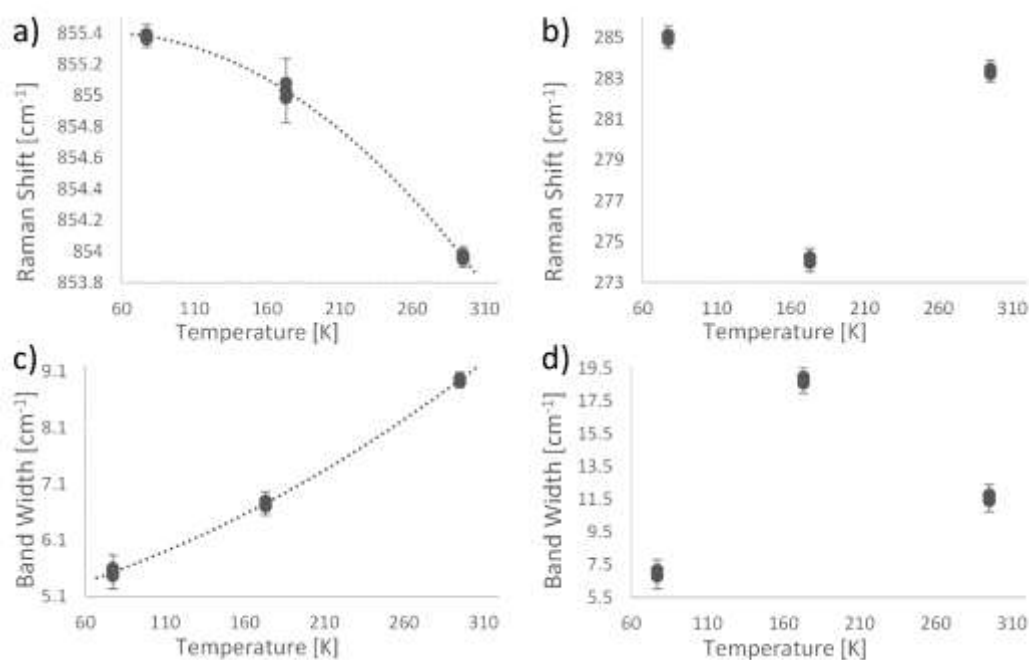 a)
Raman Shift [cm⁻¹]
855.4
855.2
855
854.8
854.6
854.4
854.2
854
853.8
60 110 160 210 260 310
Temperature [K]
b)
Raman Shift [cm⁻¹]
285
283
281
279
277
275
273
60 110 160 210 260 310
Temperature [K]
c)
Band Width [cm⁻¹]
9.1
8.1
7.1
6.1
5.1
60 110 160 210 260 310
Temperature [K]
d)
Band Width [cm⁻¹]
19.5
17.5
15.5
13.5
11.5
9.5
7.5
5.5
60 110 160 210 260 310
Temperature [K]